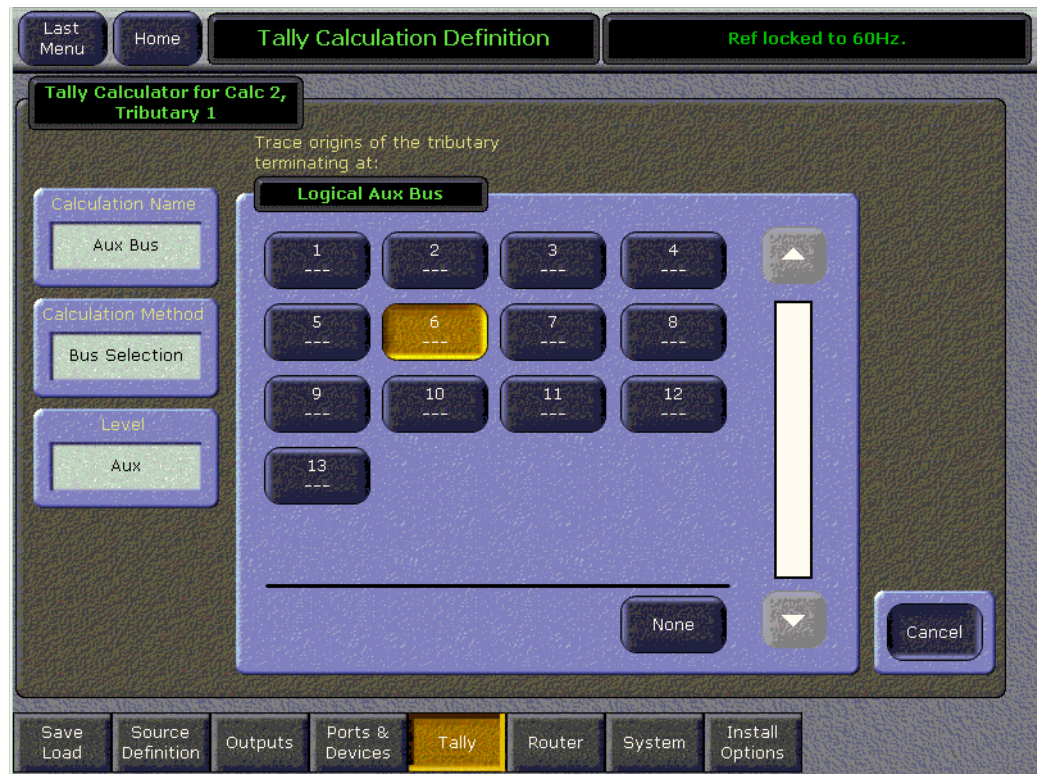 Last
Menu
Home
Tally Calculation Definition
Ref locked to 60Hz.
Tally Calculator for Calc 2,
Tributary 1
Trace origins of the tributary
terminating at:
Logical Aux Bus
Calculation Name
Aux Bus
Calculation Method
Bus Selection
Level
Aux
1
---
2
---
3
---
4
---
5
---
6
---
7
---
8
---
9
---
10
---
11
---
12
---
13
---
None
Cancel
Save
Load
Source
Definition
Outputs
Ports &
Devices
Tally
Router
System
Install
Options